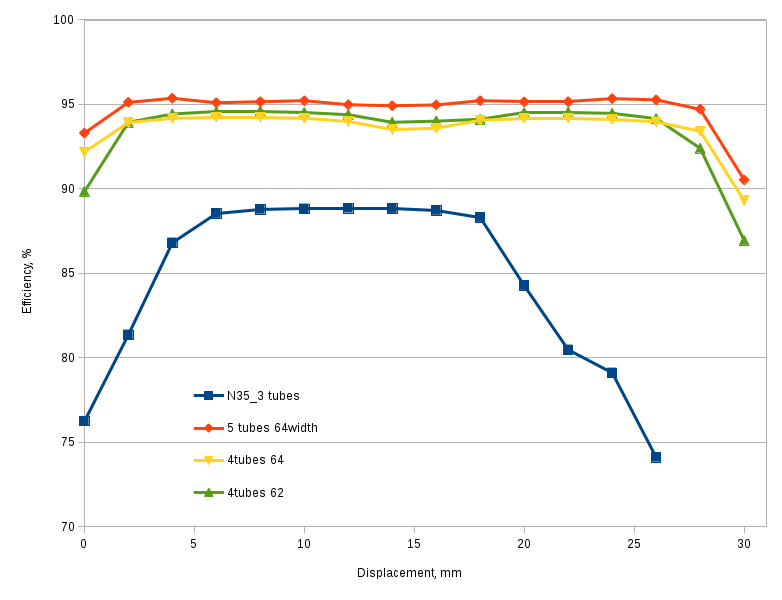 100
95
90
85
80
75
70
Efficiency, %
N35_3 tubes
5 tubes 64width
4tubes 64
4tubes 62
0 5 10 15 20 25 30
Displacement, mm